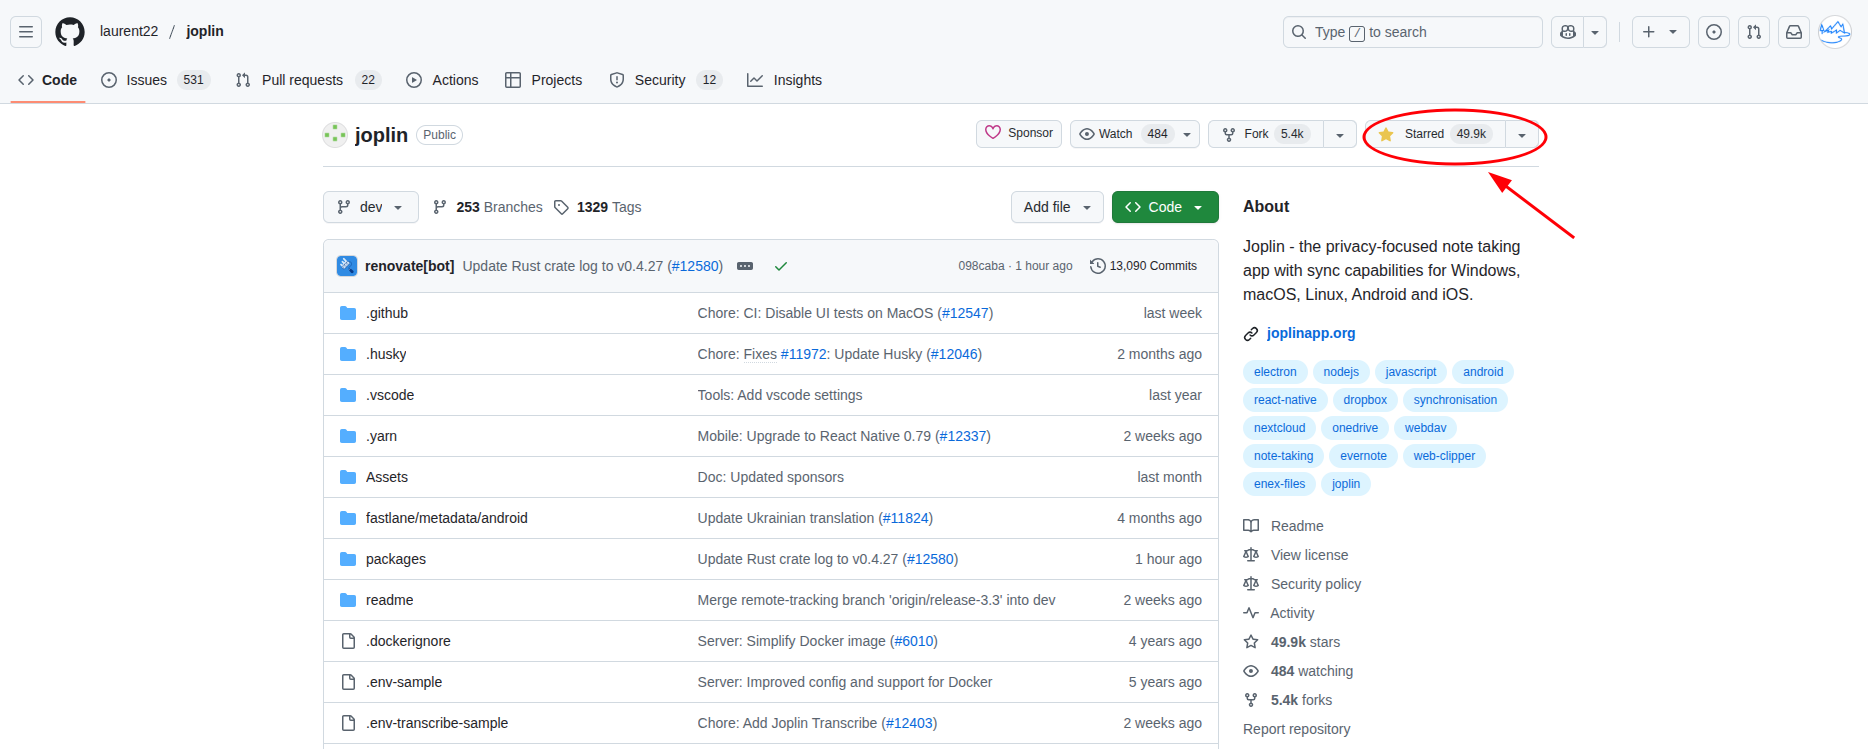 laurent22 / joplin
Type / to search
Code Issues 531 Pull requests 22 Actions Projects Security 12 Insights
joplin Public
Sponsor Watch 484 Fork 5.4k Starred 49.9k
dev 253 Branches 1329 Tags Add file Code
renovate[bot] Update Rust crate log to v0.4.27 (#12580) 098caba · 1 hour ago 13,090 Commits
.github Chore: CI: Disable UI tests on MacOS (#12547) last week
.husky Chore: Fixes #11972: Update Husky (#12046) 2 months ago
.vscode Tools: Add vscode settings last year
.yarn Mobile: Upgrade to React Native 0.79 (#12337) 2 weeks ago
Assets Doc: Updated sponsors last month
fastlane/metadata/android Update Ukrainian translation (#11824) 4 months ago
packages Update Rust crate log to v0.4.27 (#12580) 1 hour ago
readme Merge remote-tracking branch 'origin/release-3.3' into dev 2 weeks ago
.dockerignore Server: Simplify Docker image (#6010) 4 years ago
.env-sample Server: Improved config and support for Docker 5 years ago
.env-transcribe-sample Chore: Add Joplin Transcribe (#12403) 2 weeks ago
About
Joplin - the privacy-focused note taking
app with sync capabilities for Windows,
macOS, Linux, Android and iOS.
joplinapp.org
electron nodejs javascript android
react-native dropbox synchronisation
nextcloud onedrive webdav
note-taking evernote web-clipper
enex-files joplin
Readme
View license
Security policy
Activity
49.9k stars
484 watching
5.4k forks
Report repository